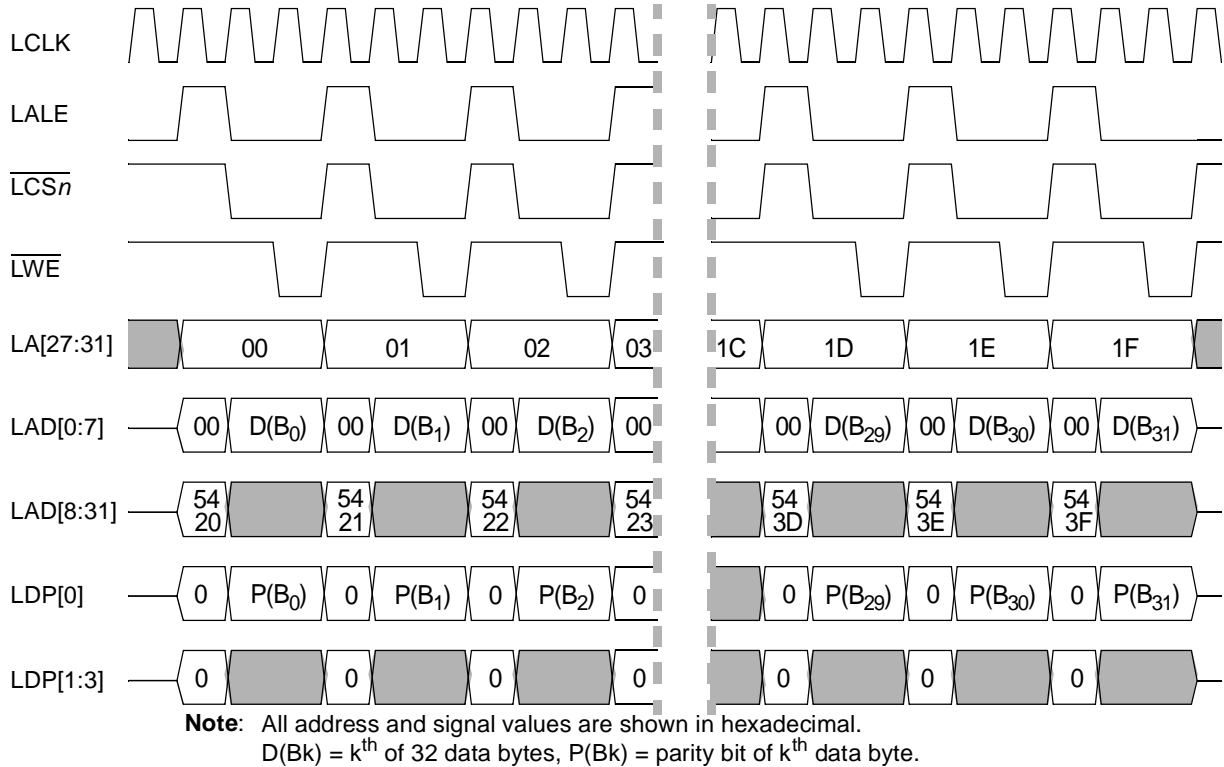 LCLK
LALE
LCSn
LWE
LA[27:31] 00 01 02 03 1C 1D 1E 1F
LAD[0:7] 00 D(B0) 00 D(B1) 00 D(B2) 00 00 D(B29) 00 D(B30) 00 D(B31)
LAD[8:31] 54 54 54 54 54 54 54
20 21 22 23 3D 3E 3F
LDP[0] 0 P(B0) 0 P(B1) 0 P(B2) 0 0 P(B29) 0 P(B30) 0 P(B31)
LDP[1:3] 0 0 0 0 0 0 0
Note: All address and signal values are shown in hexadecimal.
D(Bk) = kth of 32 data bytes, P(Bk) = parity bit of kth data byte.